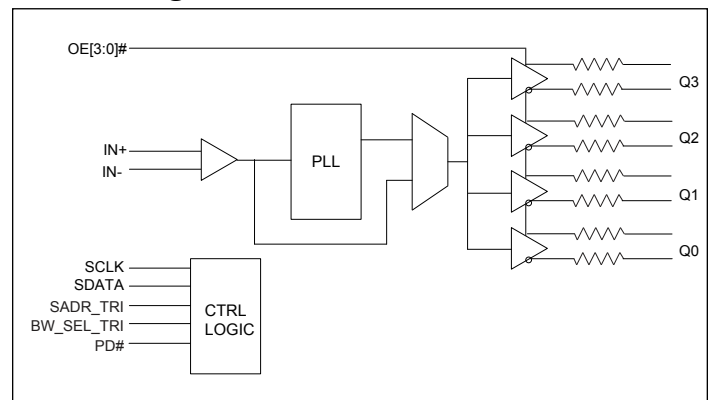 OE[3:0]#
Q3
Q2
IN+
IN-
PLL
Q1
Q0
SCLK
SDATA
SADR_TRI
BW_SEL_TRI
PD#
CTRL
LOGIC